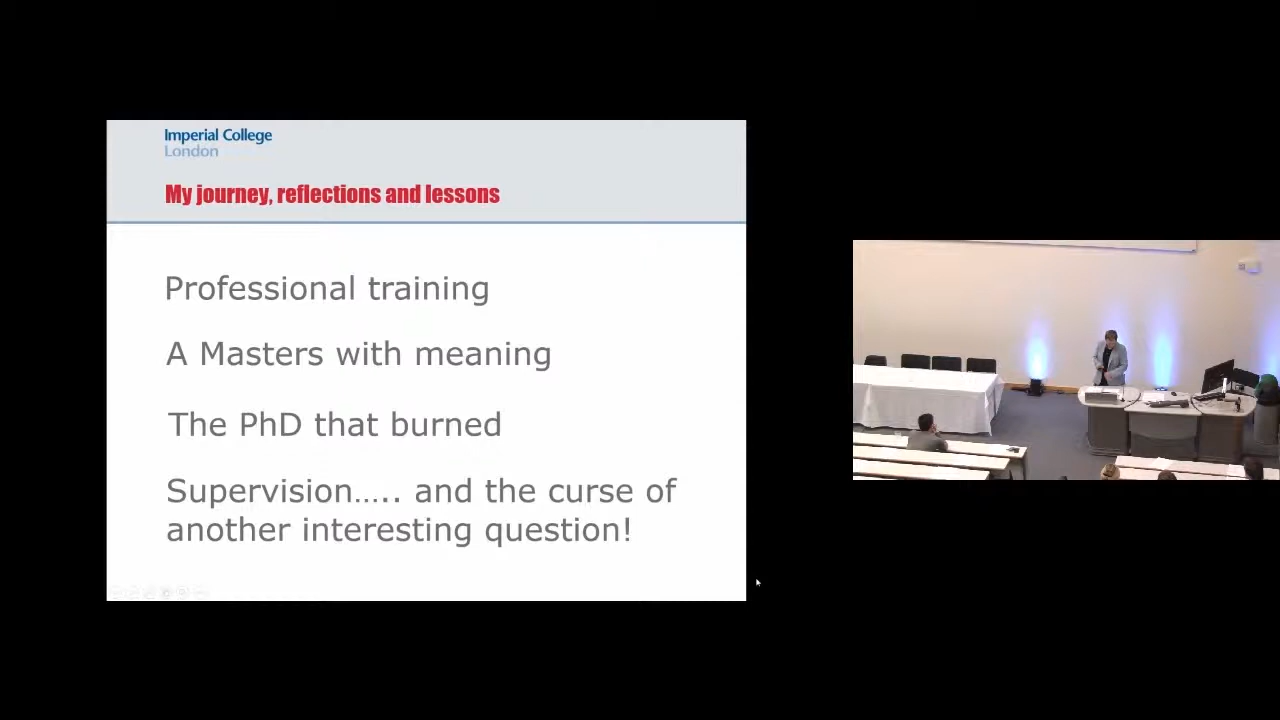 Imperial College
London
My journey, reflections and lessons
Professional training
A Masters with meaning
The PhD that burned
Supervision….. and the curse of
another interesting question!